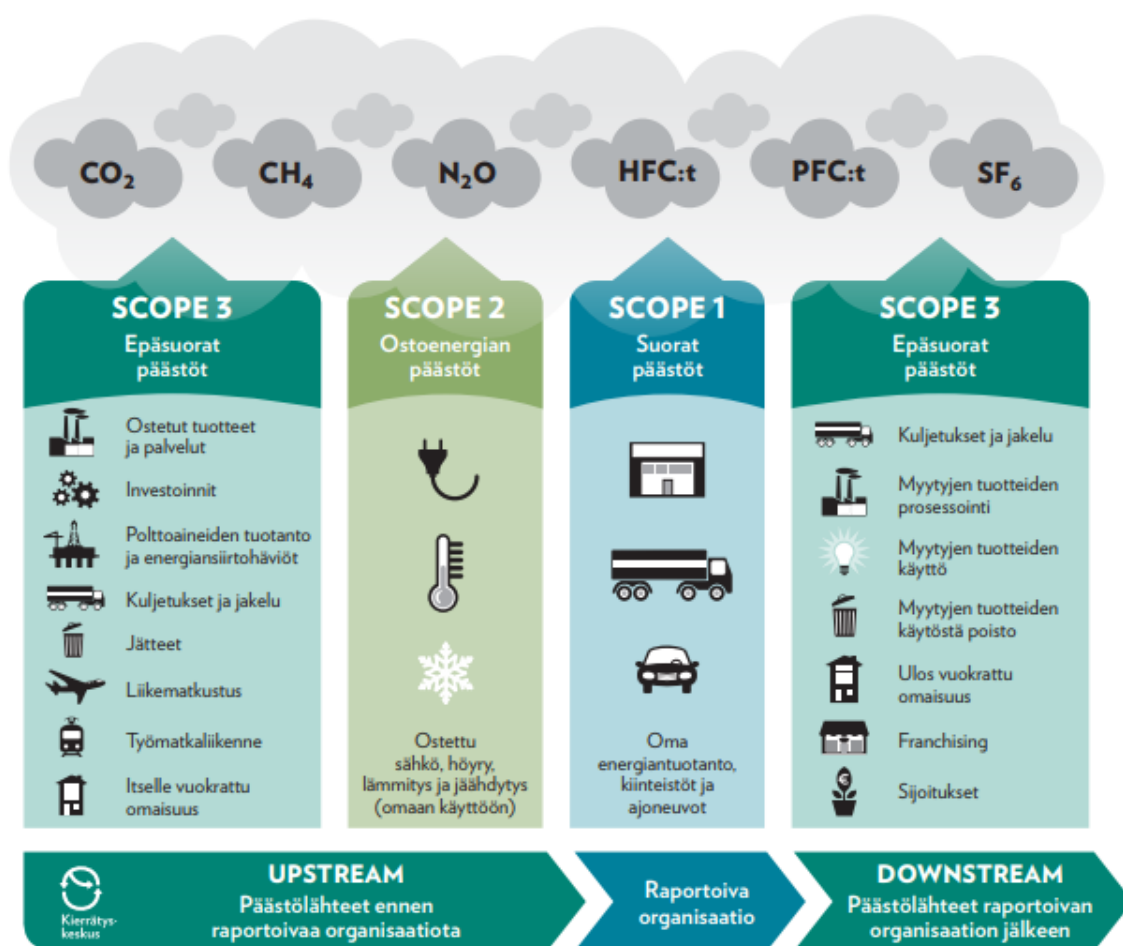 CO₂
CH₄
N₂O
HFC:t
PFC:t
SF₆
SCOPE 3
Epäsuorat
päästöt
Ostetut tuotteet
ja palvelut
Investoinnit
Polttoaineiden tuotanto
ja energiansiirtohäviöt
Kuljetukset ja jakelu
Jätteet
Liikematkustus
Työmatkaliikenne
Itselle vuokrattu
omaisuus
SCOPE 2
Ostoenergian
päästöt
Ostettu
sähkö, höyry,
lämmitys ja jäähdytys
(omaan käyttöön)
SCOPE 1
Suorat
päästöt
Oma
energiantuotanto,
kiinteistöt ja
ajoneuvot
SCOPE 3
Epäsuorat
päästöt
Kuljetukset ja jakelu
Myytyjen tuotteiden
prosessointi
Myytyjen tuotteiden
käyttö
Myytyjen tuotteiden
käytöstä poisto
Ulos vuokrattu
omaisuus
Franchising
€
Sijoitukset
Kierrätys-
keskus
UPSTREAM
Päästölähteet ennen
raportoivaa organisaatiota
Raportoiva
organisaatio
DOWNSTREAM
Päästölähteet raportoivan
organisaation jälkeen